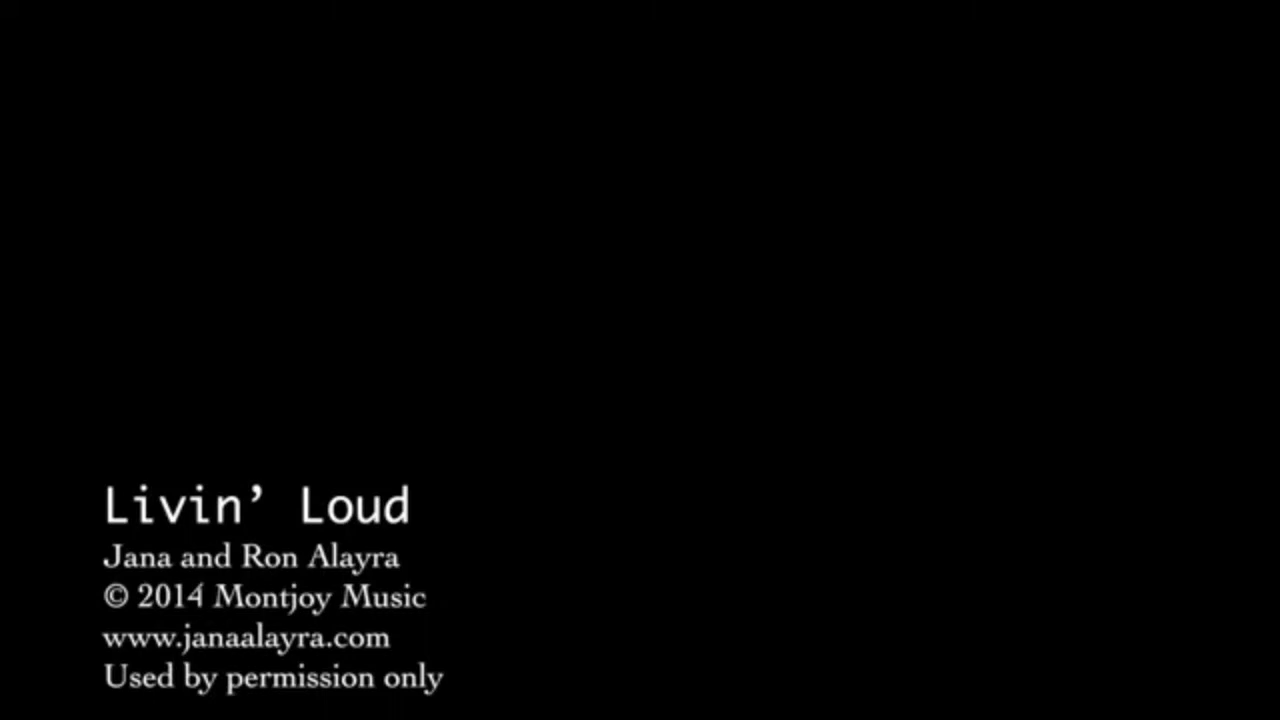 Livin’ Loud
Jana and Ron Alayra
© 2014 Montjoy Music
www.janaalayra.com
Used by permission only